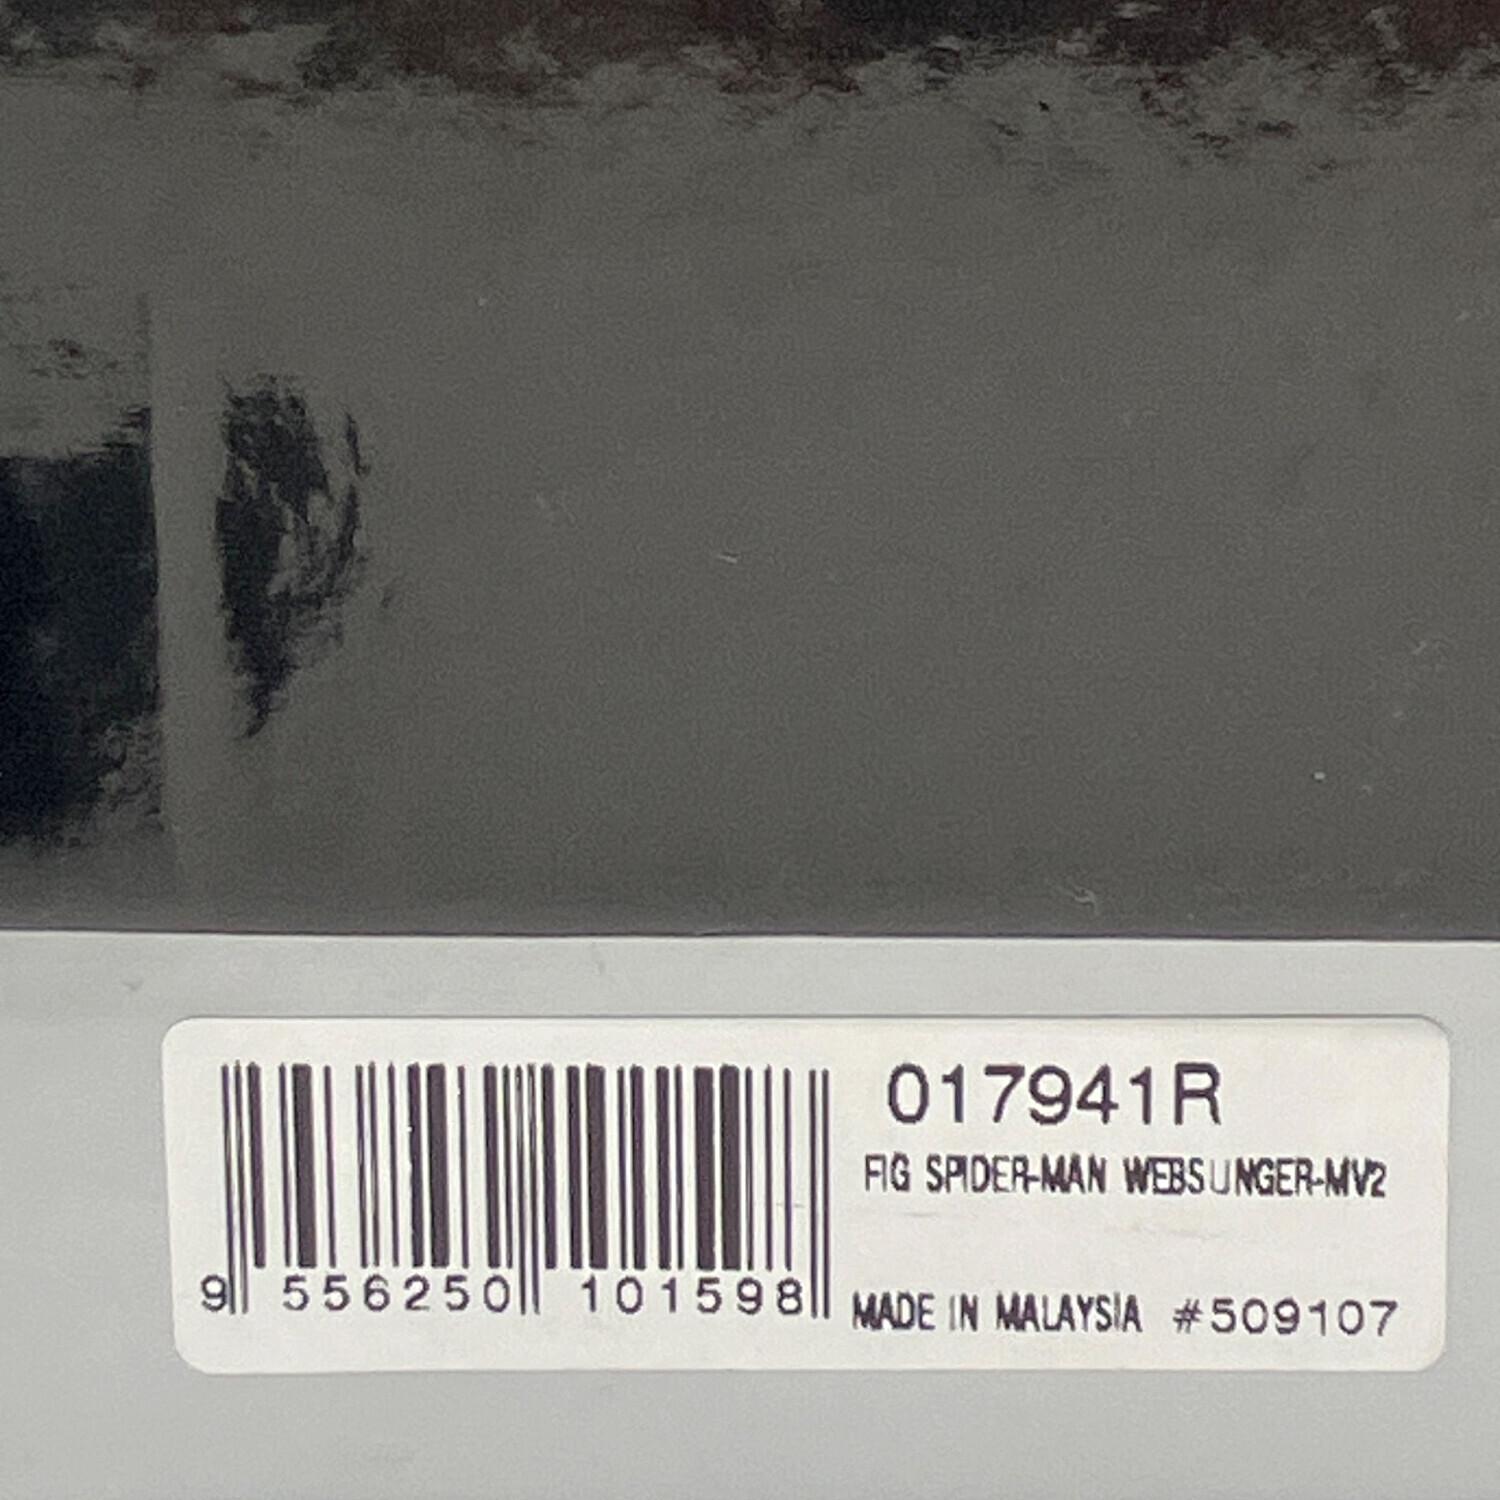 017941R
FIG SPIDER-MAN WEBSLINGER-MV2
9 556250 101598
MADE IN MALAYSIA #509107